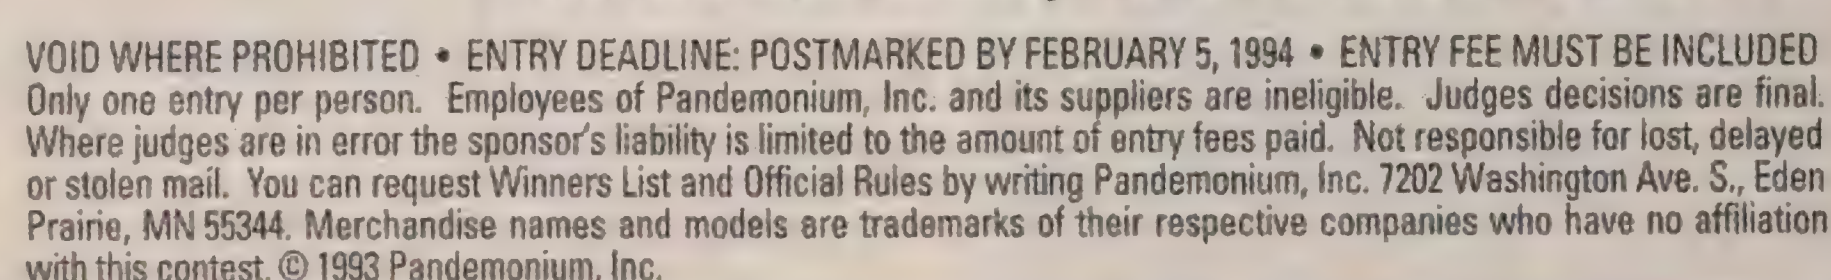 VOID WHERE PROHIBITED • ENTRY DEADLINE: POSTMARKED BY FEBRUARY 5, 1994 • ENTRY FEE MUST BE INCLUDED
Only one entry per person. Employees of Pandemonium, Inc. and its suppliers are ineligible. Judges decisions are final.
Where judges are in error the sponsor's liability is limited to the amount of entry fees paid. Not responsible for lost, delayed
or stolen mail. You can request Winners List and Official Rules by writing Pandemonium, Inc. 7202 Washington Ave. S., Eden
Prairie, MN 55344. Merchandise names and models are trademarks of their respective companies who have no affiliation
with this contest. © 1993 Pandemonium, Inc.